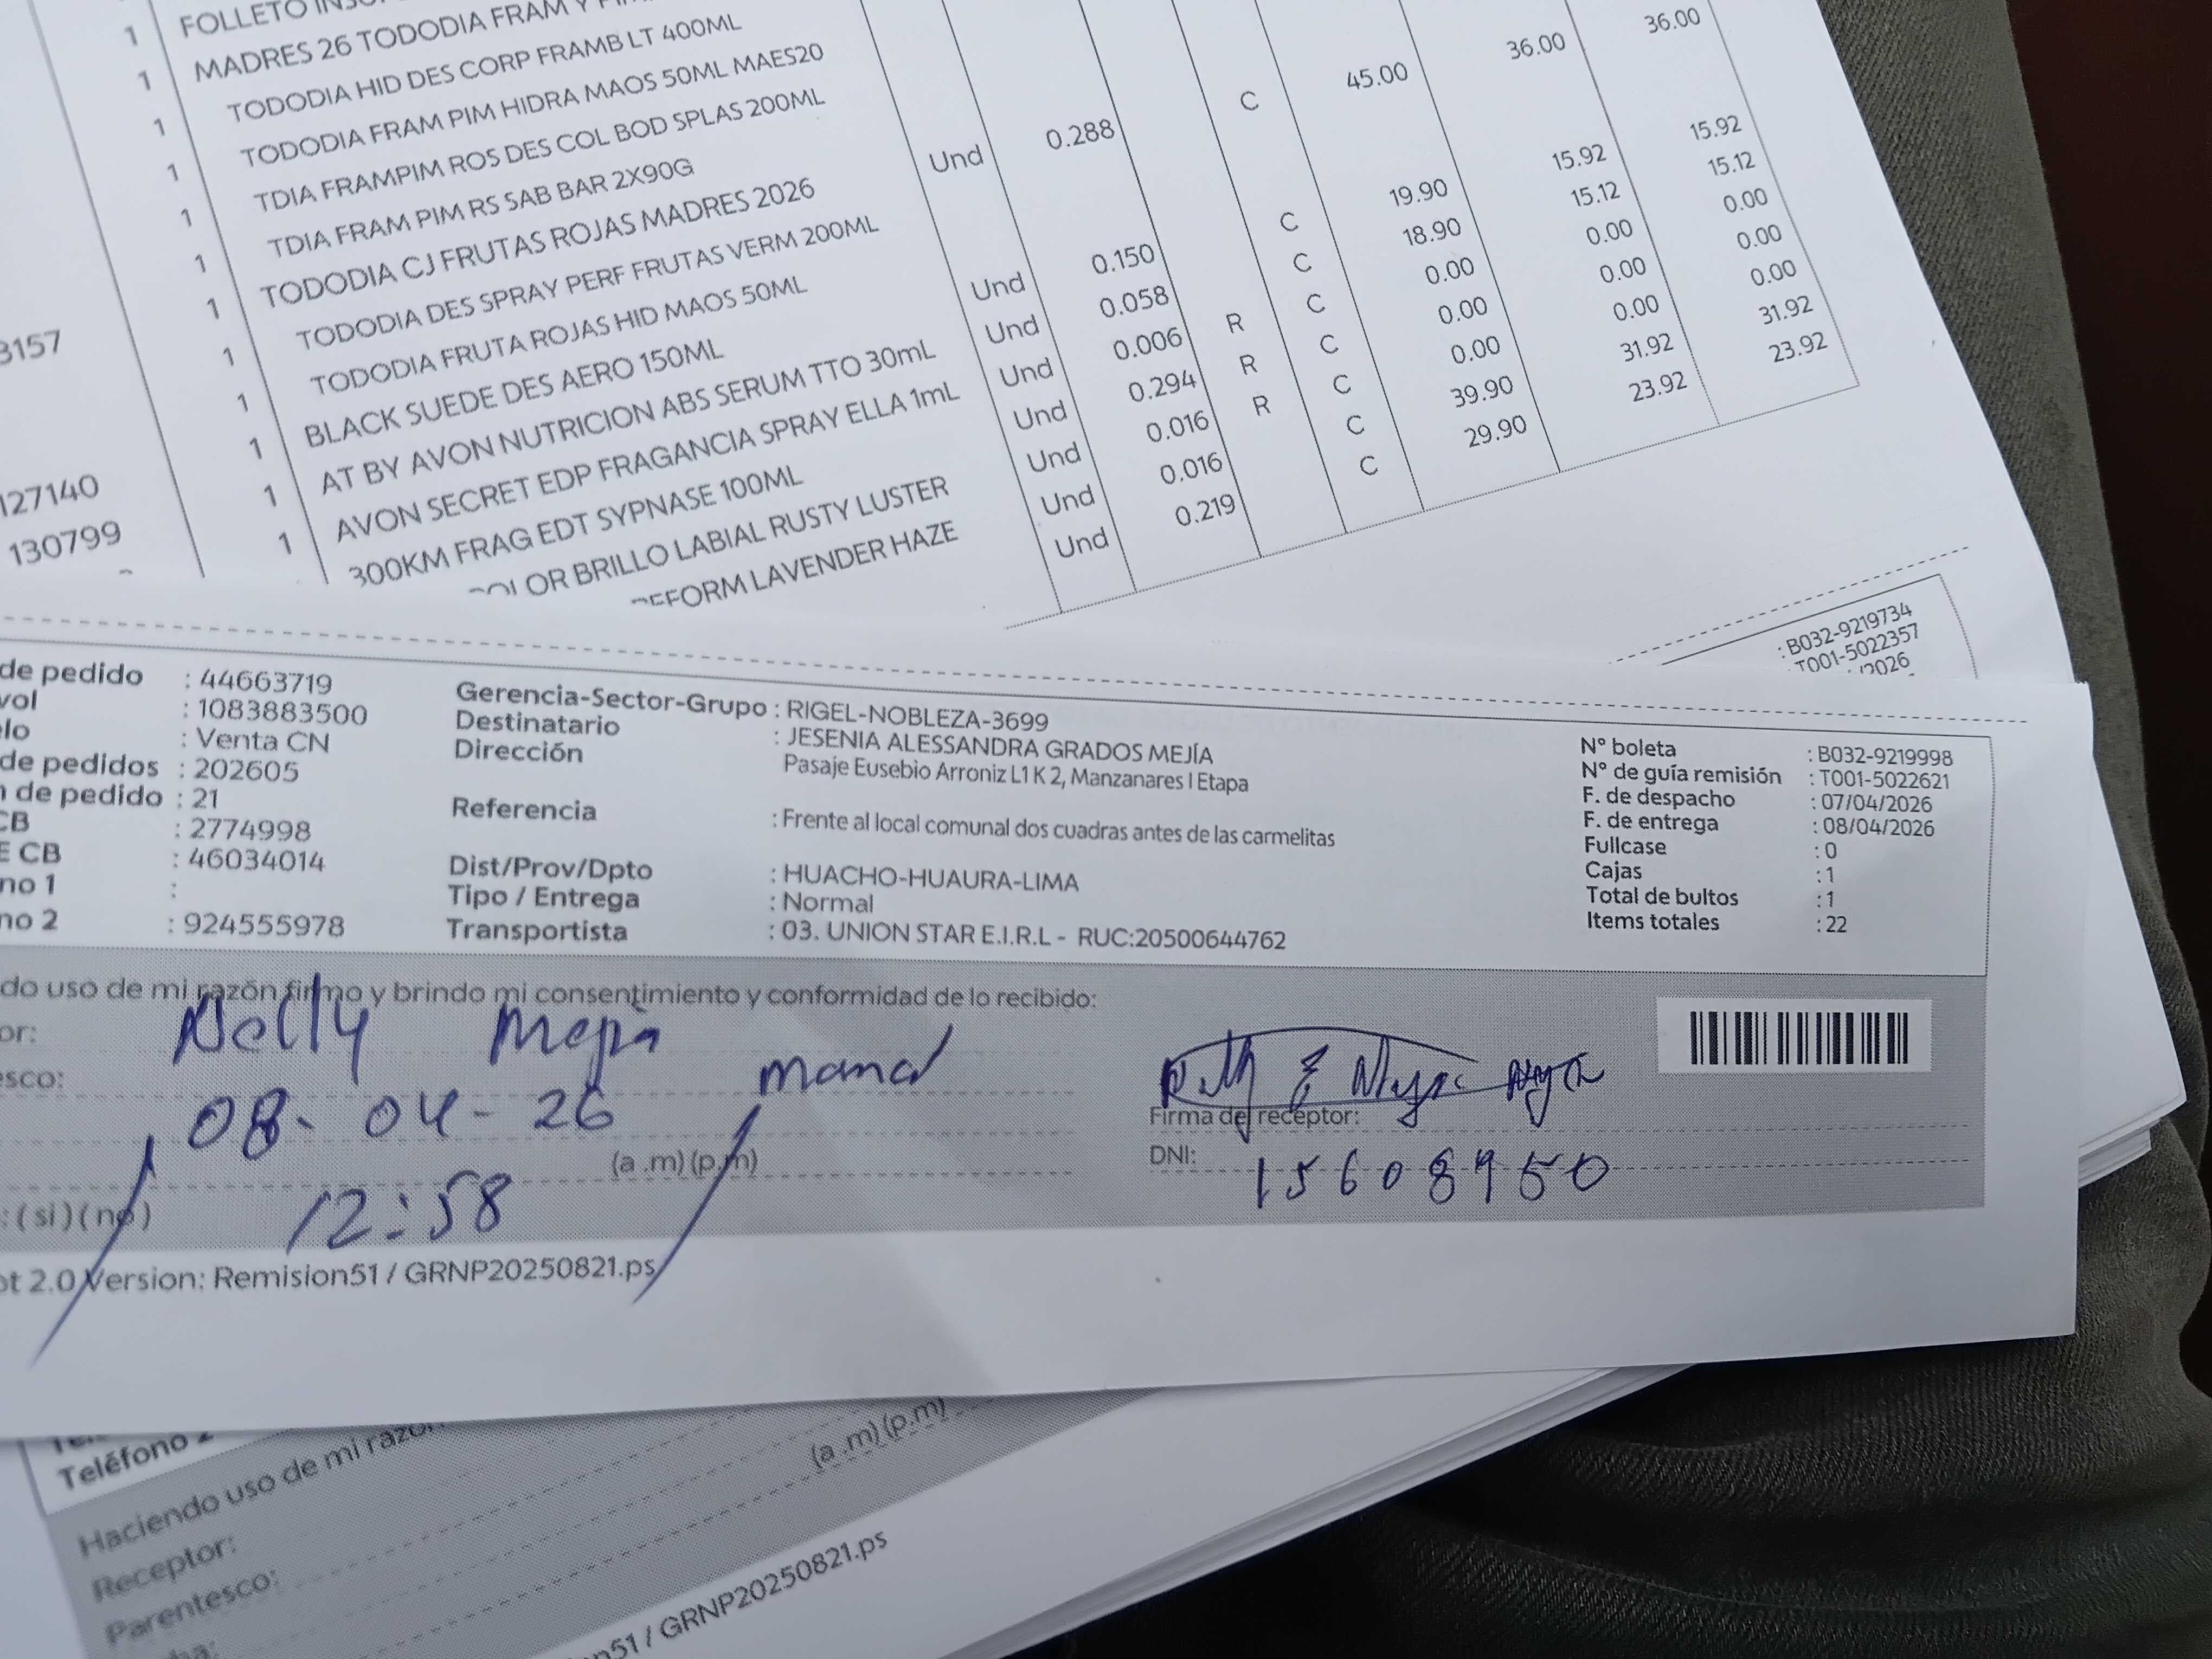 1 FOLLETO
1 MADRES 26 TODODIA FRAM Y
1 TODODIA HID DES CORP FRAMB LT 400ML
1 TODODIA FRAM PIM HIDRA MAOS 50ML MAES20
1 TDIA FRAMPIM ROS DES COL BOD SPLAS 200ML
1 TDIA FRAM PIM RS SAB BAR 2X90G
1 TODODIA CJ FRUTAS ROJAS MADRES 2026 Und 0.288 C 45.00 36.00 36.00
1 TODODIA DES SPRAY PERF FRUTAS VERM 200ML
1 TODODIA FRUTA ROJAS HID MAOS 50ML
1 BLACK SUEDE DES AERO 150ML Und 0.150 C 19.90 15.92 15.92
1 AT BY AVON NUTRICION ABS SERUM TTO 30mL Und 0.058 C 18.90 15.12 15.12
1 AVON SECRET EDP FRAGANCIA SPRAY ELLA 1mL Und 0.006 R C 0.00 0.00 0.00
300KM FRAG EDT SYPNASE 100ML Und 0.294 R C 0.00 0.00 0.00
OR BRILLO LABIAL RUSTY LUSTER Und 0.016 R C 0.00 0.00 0.00
Und 0.016 C 39.90 31.92 31.92
EFORM LAVENDER HAZE Und 0.219 C 29.90 23.92 23.92
3157
127140
130799
: B032-9219734
: T001-5022357
/2026
de pedido : 44663719
vol : 1083883500
elo : Venta CN
de pedidos : 202605
n de pedido : 21
CB : 2774998
E CB : 46034014
no 1 :
no 2 : 924555978
Gerencia-Sector-Grupo : RIGEL-NOBLEZA-3699
Destinatario : JESENIA ALESSANDRA GRADOS MEJÍA
Dirección Pasaje Eusebio Arroniz L1 K 2, Manzanares I Etapa
Referencia : Frente al local comunal dos cuadras antes de las carmelitas
Dist/Prov/Dpto : HUACHO-HUAURA-LIMA
Tipo / Entrega : Normal
Transportista : 03. UNION STAR E.I.R.L - RUC:20500644762
N° boleta : B032-9219998
N° de guía remisión : T001-5022621
F. de despacho : 07/04/2026
F. de entrega : 08/04/2026
Fullcase : 0
Cajas : 1
Total de bultos : 1
Items totales : 22
do uso de mi razón firmo y brindo mi consentimiento y conformidad de lo recibido:
or: Nelly Mejia
esco: mama
08-04-26
(a .m) (p.m)
: (si) (no) 12:58
Firma del receptor:
DNI: 15608950
ot 2.0 Version: Remision51 / GRNP20250821.ps
Teléfono 2
Haciendo uso de mi razón
Receptor:
Parentesco:
(a .m) (p.m)
on51 / GRNP20250821.ps